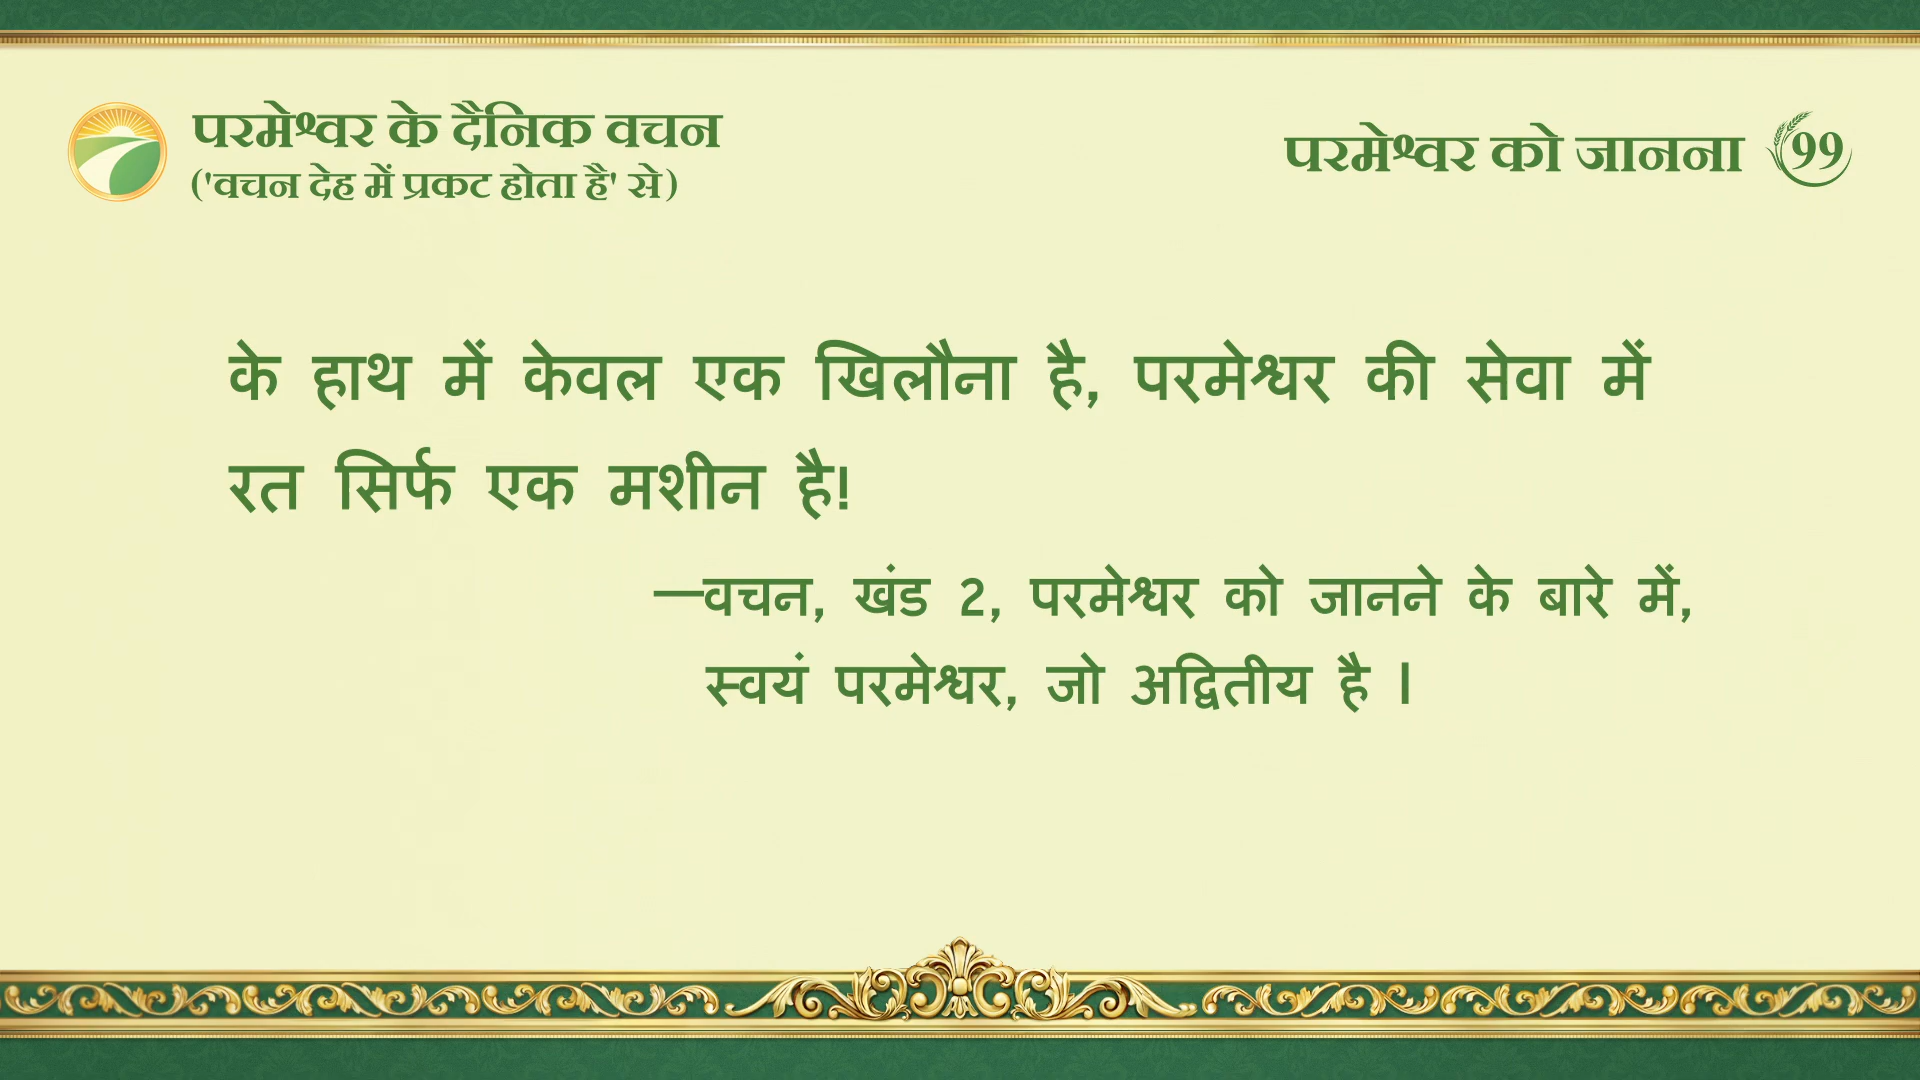 परमेश्वर के दैनिक वचन
('वचन देह में प्रकट होता है' से)
परमेश्वर को जानना 99
के हाथ में केवल एक खिलौना है, परमेश्वर की सेवा में
रत सिर्फ एक मशीन है!
—वचन, खंड 2, परमेश्वर को जानने के बारे में,
स्वयं परमेश्वर, जो अद्वितीय है ।